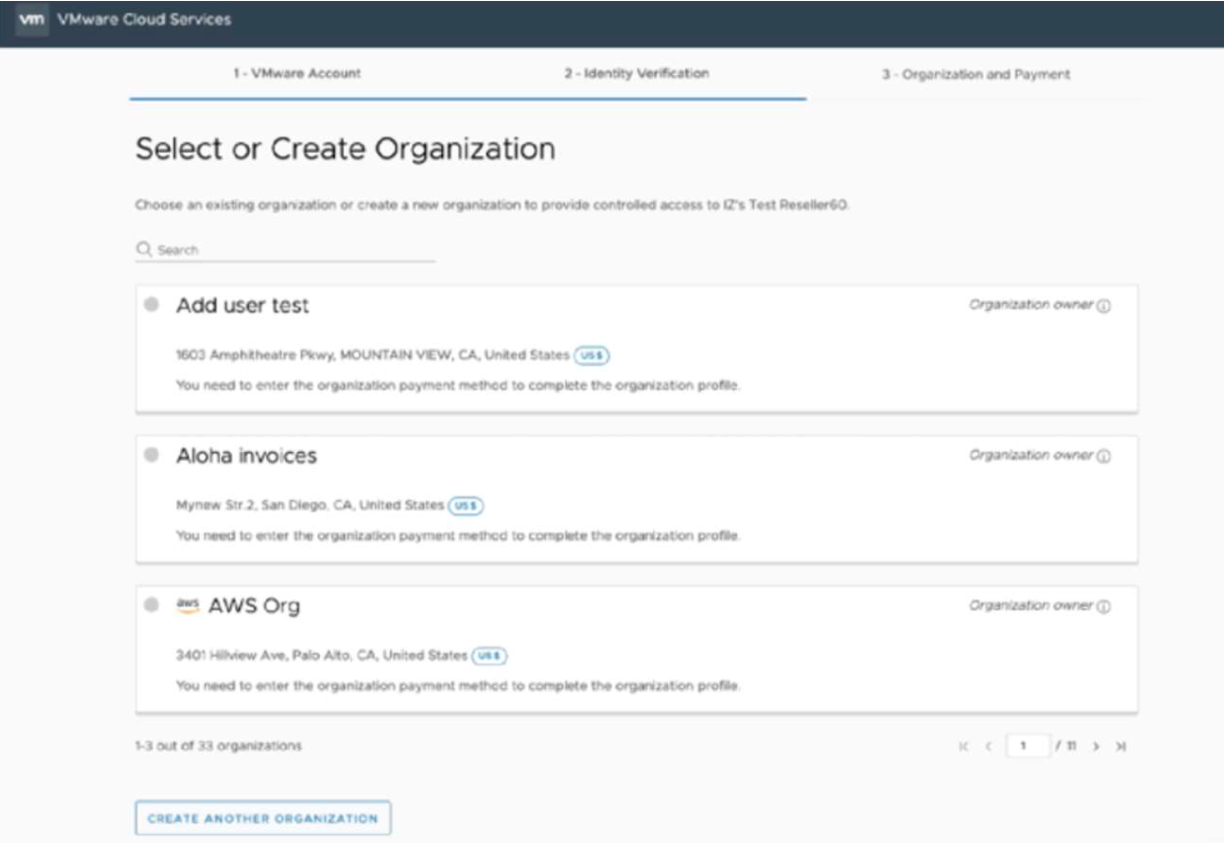 vm VMware Cloud Services
1 - VMware Account 2 - Identity Verification 3 - Organization and Payment
Select or Create Organization
Choose an existing organization or create a new organization to provide controlled access to IZ's Test Reseller60.
Search
Add user test Organization owner
1603 Amphitheatre Pkwy, MOUNTAIN VIEW, CA, United States US $
You need to enter the organization payment method to complete the organization profile.
Aloha invoices Organization owner
Mynew Str.2, San Diego, CA, United States US $
You need to enter the organization payment method to complete the organization profile.
aws AWS Org Organization owner
3401 Hillview Ave, Palo Alto, CA, United States US $
You need to enter the organization payment method to complete the organization profile.
1-3 out of 33 organizations 1 / 11
CREATE ANOTHER ORGANIZATION